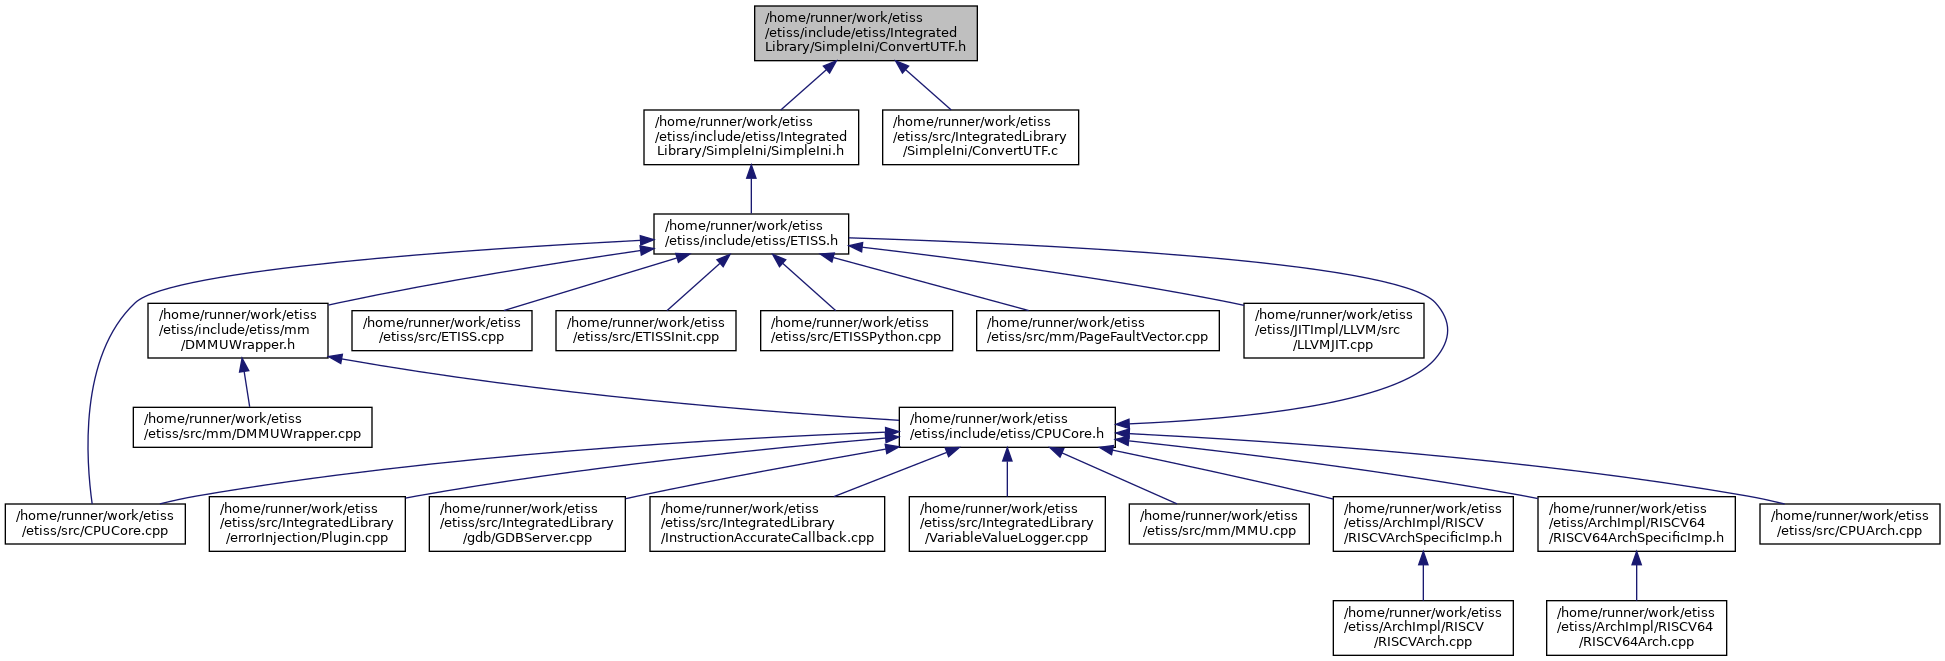 /home/runner/work/etiss
/etiss/include/etiss/Integrated
Library/SimpleIni/ConvertUTF.h
/home/runner/work/etiss
/etiss/include/etiss/Integrated
Library/SimpleIni/SimpleIni.h
/home/runner/work/etiss
/etiss/src/IntegratedLibrary
/SimpleIni/ConvertUTF.c
/home/runner/work/etiss
/etiss/include/etiss/ETISS.h
/home/runner/work/etiss
/etiss/include/etiss/mm
/DMMUWrapper.h
/home/runner/work/etiss
/etiss/src/ETISS.cpp
/home/runner/work/etiss
/etiss/src/ETISSInit.cpp
/home/runner/work/etiss
/etiss/src/ETISSPython.cpp
/home/runner/work/etiss
/etiss/src/mm/PageFaultVector.cpp
/home/runner/work/etiss
/etiss/JITImpl/LLVM/src
/LLVMJIT.cpp
/home/runner/work/etiss
/etiss/src/mm/DMMUWrapper.cpp
/home/runner/work/etiss
/etiss/include/etiss/CPUCore.h
/home/runner/work/etiss
/etiss/src/CPUCore.cpp
/home/runner/work/etiss
/etiss/src/IntegratedLibrary
/errorInjection/Plugin.cpp
/home/runner/work/etiss
/etiss/src/IntegratedLibrary
/gdb/GDBServer.cpp
/home/runner/work/etiss
/etiss/src/IntegratedLibrary
/InstructionAccurateCallback.cpp
/home/runner/work/etiss
/etiss/src/IntegratedLibrary
/VariableValueLogger.cpp
/home/runner/work/etiss
/etiss/src/mm/MMU.cpp
/home/runner/work/etiss
/etiss/ArchImpl/RISCV
/RISCVArchSpecificImp.h
/home/runner/work/etiss
/etiss/ArchImpl/RISCV64
/RISCV64ArchSpecificImp.h
/home/runner/work/etiss
/etiss/src/CPUArch.cpp
/home/runner/work/etiss
/etiss/ArchImpl/RISCV
/RISCVArch.cpp
/home/runner/work/etiss
/etiss/ArchImpl/RISCV64
/RISCV64Arch.cpp